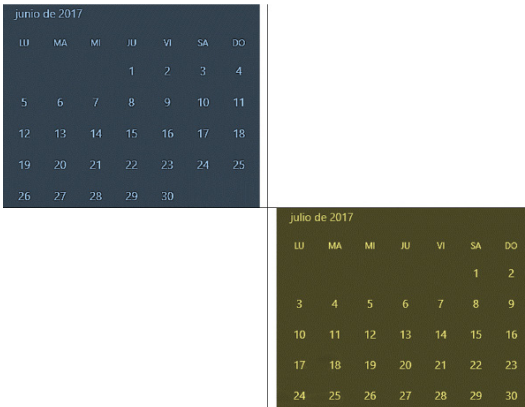 junio de 2017
LU MA MI JU VI SA DO
1 2 3 4
5 6 7 8 9 10 11
12 13 14 15 16 17 18
19 20 21 22 23 24 25
26 27 28 29 30
julio de 2017
LU MA MI JU VI SA DO
1 2
3 4 5 6 7 8 9
10 11 12 13 14 15 16
17 18 19 20 21 22 23
24 25 26 27 28 29 30